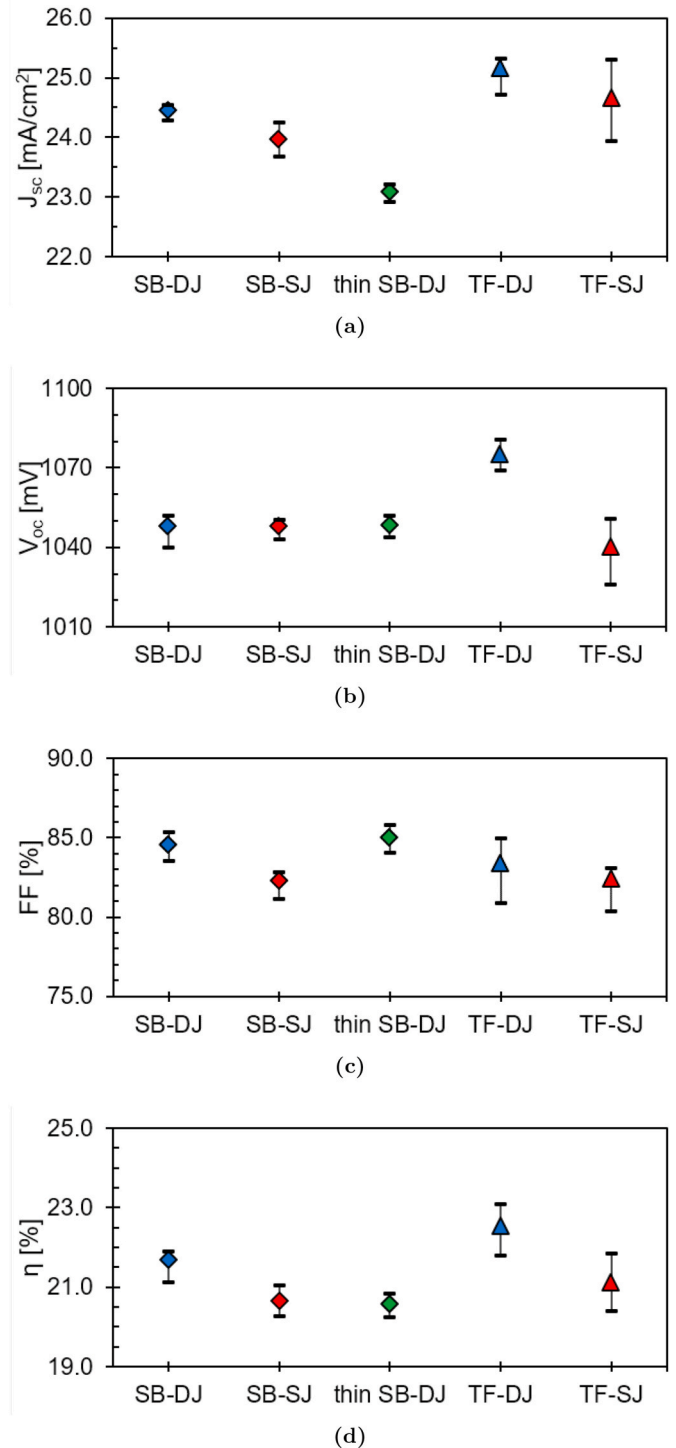 26.0
25.0
24.0
23.0
22.0
Jsc [mA/cm²]
SB-DJ SB-SJ thin SB-DJ TF-DJ TF-SJ
(a)
1100
1070
1040
1010
Voc [mV]
SB-DJ SB-SJ thin SB-DJ TF-DJ TF-SJ
(b)
90.0
85.0
80.0
75.0
FF [%]
SB-DJ SB-SJ thin SB-DJ TF-DJ TF-SJ
(c)
25.0
23.0
21.0
19.0
η [%]
SB-DJ SB-SJ thin SB-DJ TF-DJ TF-SJ
(d)